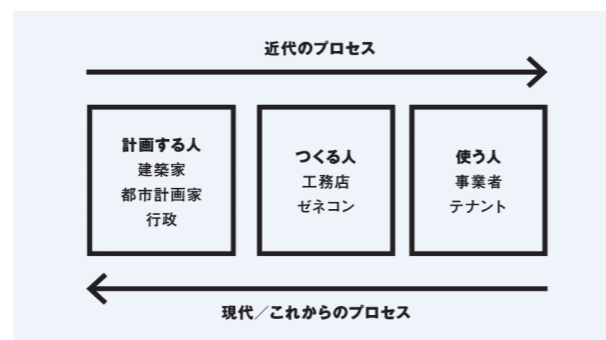 近代のプロセス
計画する人
建築家
都市計画家
行政
つくる人
工務店
ゼネコン
使う人
事業者
テナント
現代／これからのプロセス